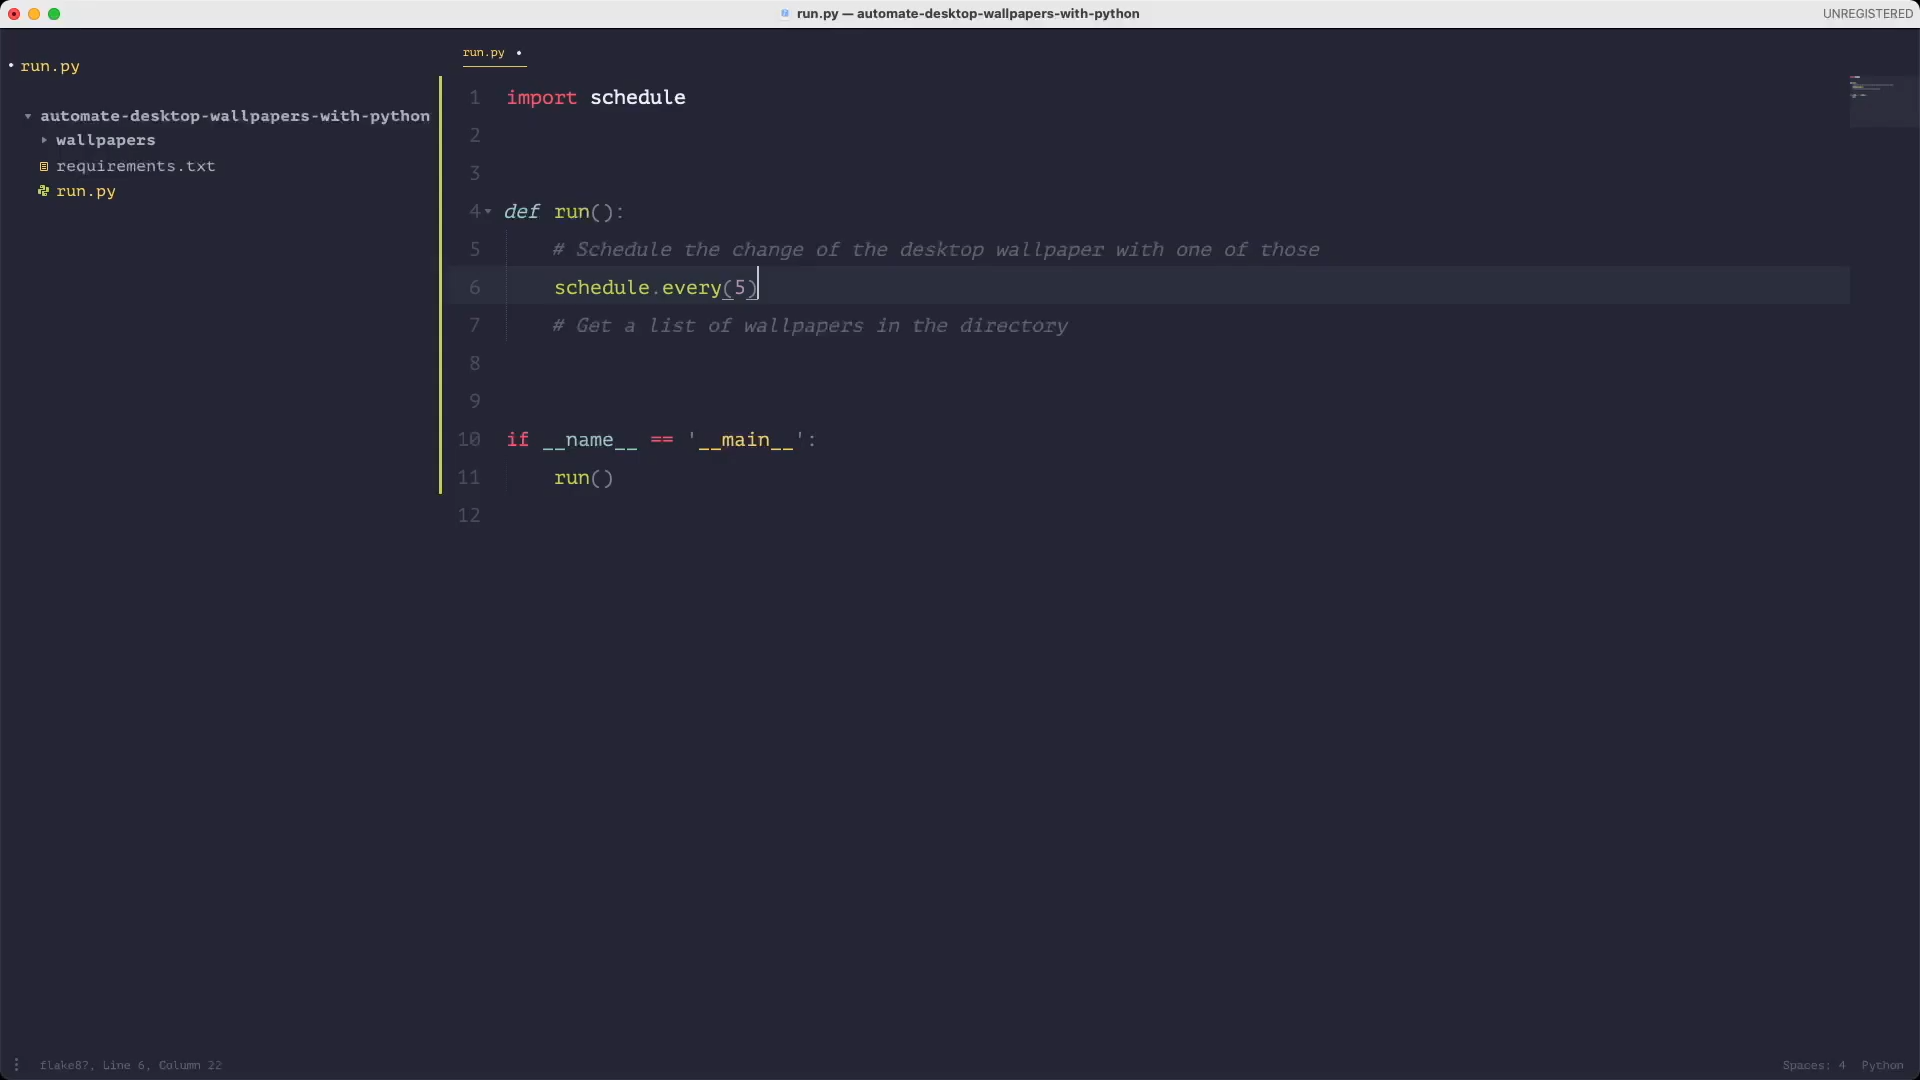 run.py — automate-desktop-wallpapers-with-python
UNREGISTERED
run.py
automate-desktop-wallpapers-with-python
wallpapers
requirements.txt
run.py
run.py
1 import schedule
2
3
4 def run():
5 # Schedule the change of the desktop wallpaper with one of those
6 schedule.every(5)
7 # Get a list of wallpapers in the directory
8
9
10 if __name__ == '__main__':
11 run()
12
flake8?, Line 6, Column 22
Spaces: 4 Python